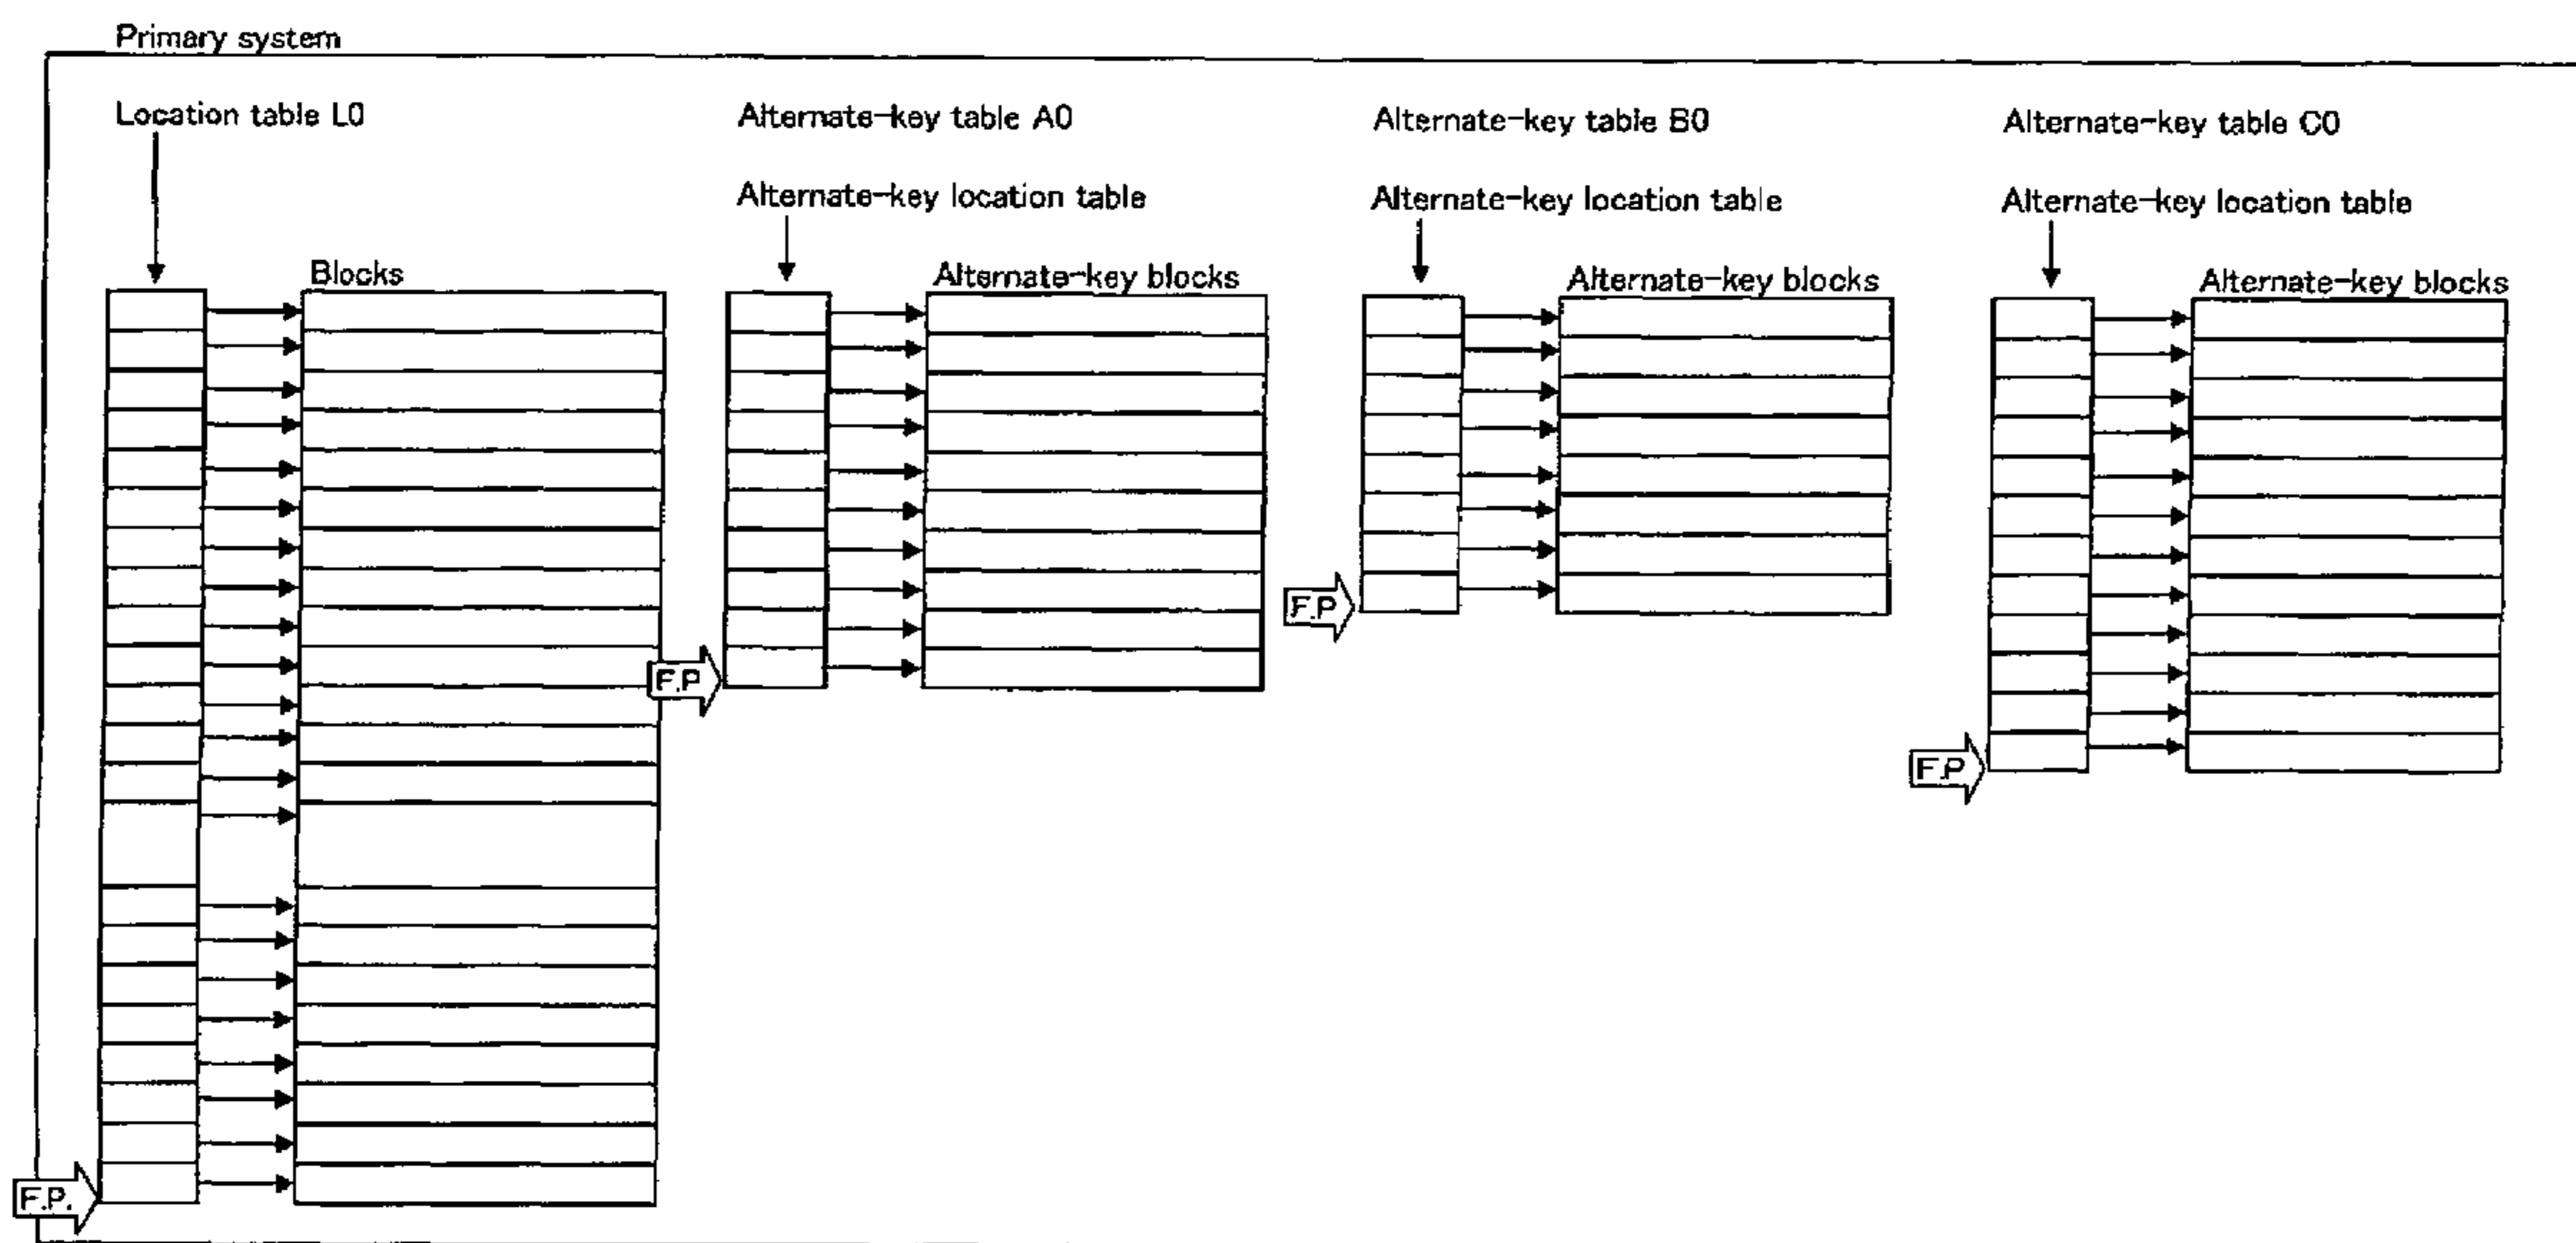 Primary system
Location table L0
Alternate-key table A0
Alternate-key table B0
Alternate-key table C0
Alternate-key location table
Alternate-key location table
Alternate-key location table
Blocks
Alternate-key blocks
Alternate-key blocks
Alternate-key blocks
F.P
F.P
F.P
F.P.